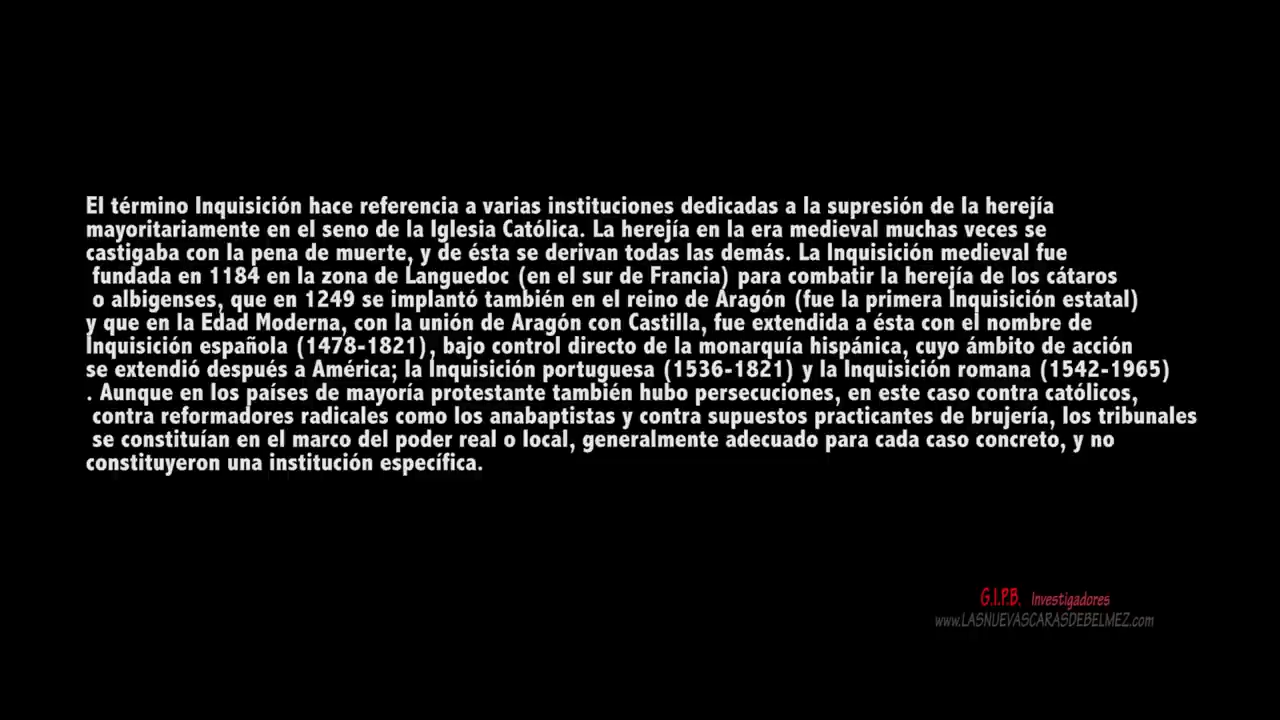 El término Inquisición hace referencia a varias instituciones dedicadas a la supresión de la herejía
mayoritariamente en el seno de la Iglesia Católica. La herejía en la era medieval muchas veces se
castigaba con la pena de muerte, y de ésta se derivan todas las demás. La Inquisición medieval fue
fundada en 1184 en la zona de Languedoc (en el sur de Francia) para combatir la herejía de los cátaros
o albigenses, que en 1249 se implantó también en el reino de Aragón (fue la primera Inquisición estatal)
y que en la Edad Moderna, con la unión de Aragón con Castilla, fue extendida a ésta con el nombre de
Inquisición española (1478-1821), bajo control directo de la monarquía hispánica, cuyo ámbito de acción
se extendió después a América; la Inquisición portuguesa (1536-1821) y la Inquisición romana (1542-1965)
. Aunque en los países de mayoría protestante también hubo persecuciones, en este caso contra católicos,
contra reformadores radicales como los anabaptistas y contra supuestos practicantes de brujería, los tribunales
se constituían en el marco del poder real o local, generalmente adecuado para cada caso concreto, y no
constituyeron una institución específica.
G.I.P.B. Investigadores
www.LASNUEVASCARASDEBELMEZ.com